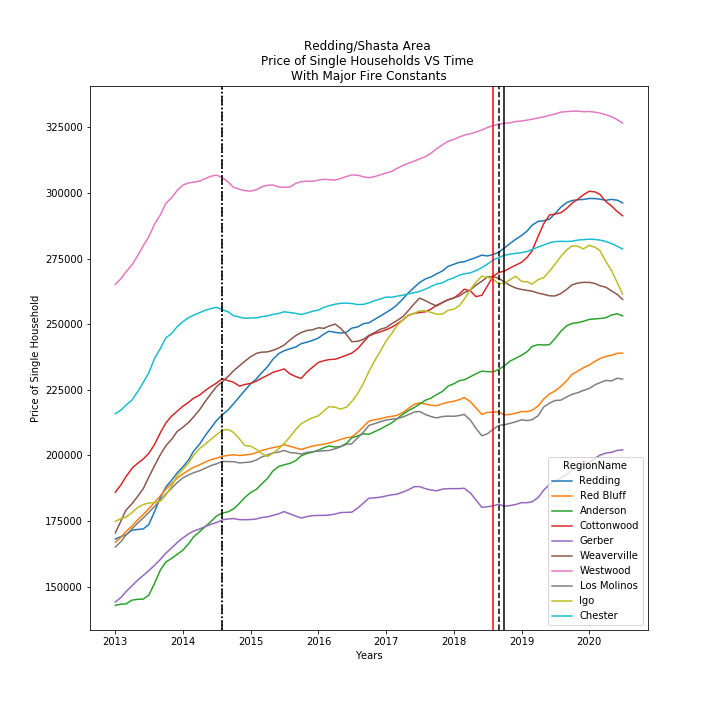 Redding/Shasta Area
Price of Single Households VS Time
With Major Fire Constants
Price of Single Household
325000
300000
275000
250000
225000
200000
175000
150000
2013 2014 2015 2016 2017 2018 2019 2020
Years
RegionName
Redding
Red Bluff
Anderson
Cottonwood
Gerber
Weaverville
Westwood
Los Molinos
Igo
Chester